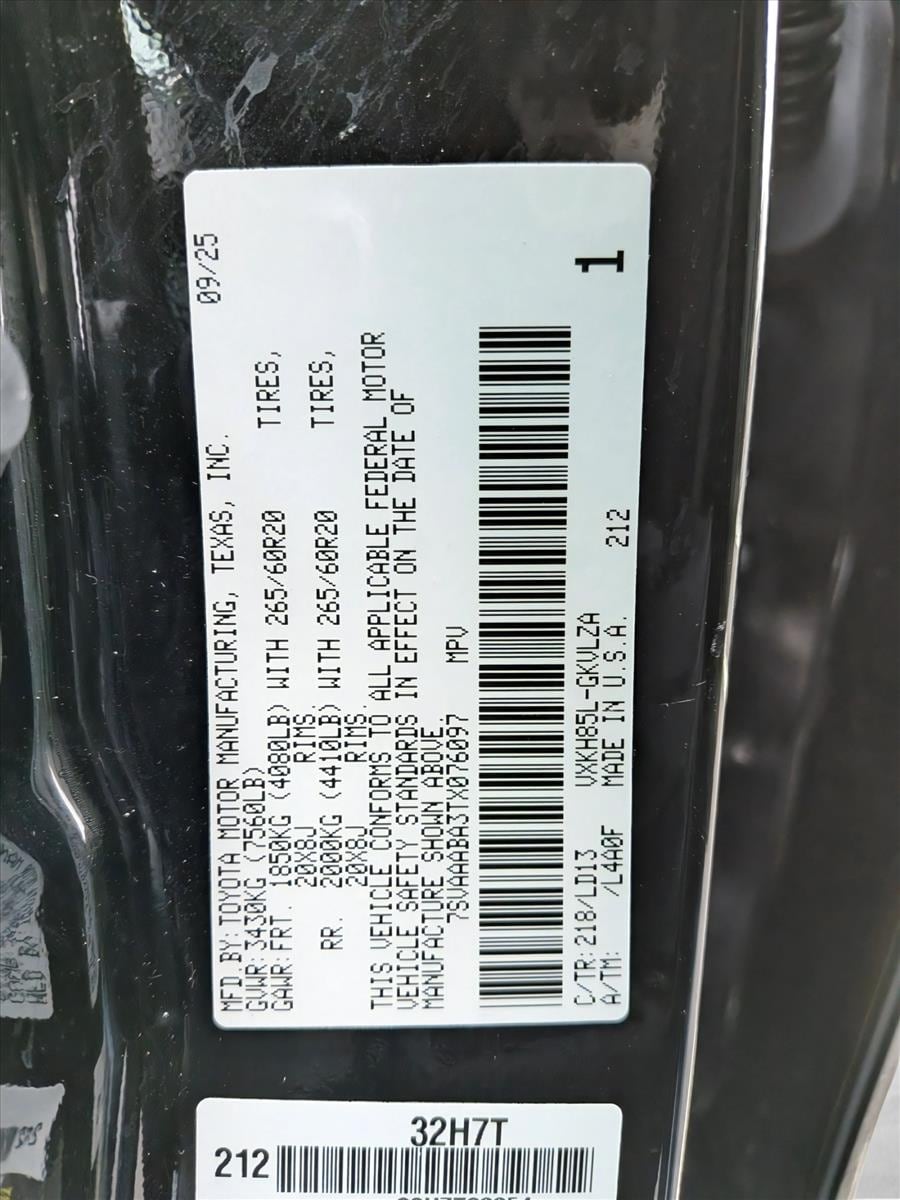 09/25
MFD.BY:TOYOTA MOTOR MANUFACTURING, TEXAS, INC.
GVWR:3430KG (7560LB)
GAWR:FRT. 1850KG (4080LB) WITH 265/60R20 TIRES,
20X8J RIMS.
RR. 2000KG (4410LB) WITH 265/60R20 TIRES,
20X8J RIMS.
THIS VEHICLE CONFORMS TO ALL APPLICABLE FEDERAL MOTOR
VEHICLE SAFETY STANDARDS IN EFFECT ON THE DATE OF
MANUFACTURE SHOWN ABOVE.
7SVAAABA3TX076097 MPV
C/TR:218/LD13 VXKH85L-GKVLZA
A/TM: /L4A0F MADE IN U.S.A. 212
1
32H7T
212